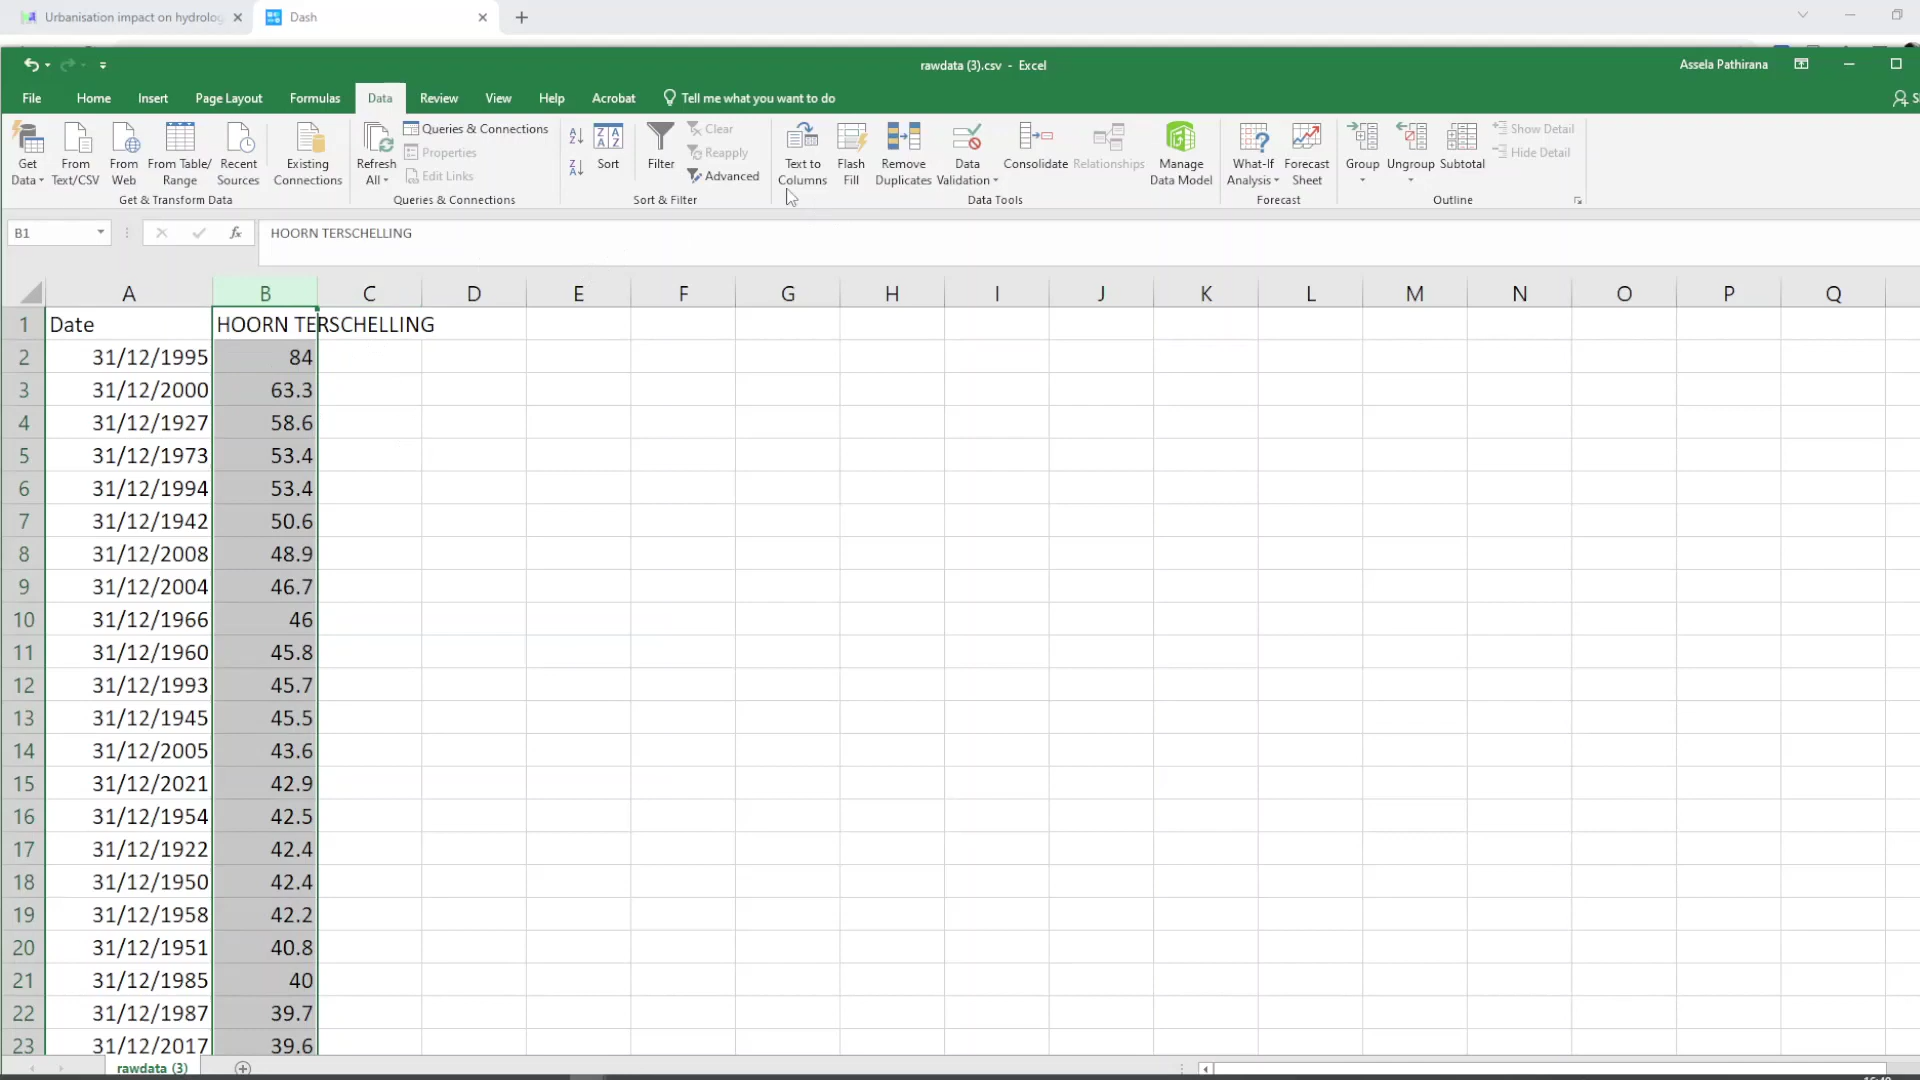 Urbanisation impact on hydrolog
Dash
rawdata (3).csv - Excel
Assela Pathirana
File Home Insert Page Layout Formulas Data Review View Help Acrobat Tell me what you want to do
Get Data
From Text/CSV
From Web
From Table/ Range
Recent Sources
Existing Connections
Get & Transform Data
Refresh All
Queries & Connections
Properties
Edit Links
Queries & Connections
Sort
Filter
Clear
Reapply
Advanced
Sort & Filter
Text to Columns
Flash Fill
Remove Duplicates
Data Validation
Consolidate
Relationships
Manage Data Model
Data Tools
What-If Analysis
Forecast Sheet
Forecast
Group
Ungroup
Subtotal
Show Detail
Hide Detail
Outline
B1 fx HOORN TERSCHELLING
A B C D E F G H I J K L M N O P Q
1 Date HOORN TERSCHELLING
2 31/12/1995 84
3 31/12/2000 63.3
4 31/12/1927 58.6
5 31/12/1973 53.4
6 31/12/1994 53.4
7 31/12/1942 50.6
8 31/12/2008 48.9
9 31/12/2004 46.7
10 31/12/1966 46
11 31/12/1960 45.8
12 31/12/1993 45.7
13 31/12/1945 45.5
14 31/12/2005 43.6
15 31/12/2021 42.9
16 31/12/1954 42.5
17 31/12/1922 42.4
18 31/12/1950 42.4
19 31/12/1958 42.2
20 31/12/1951 40.8
21 31/12/1985 40
22 31/12/1987 39.7
23 31/12/2017 39.6
rawdata (3)